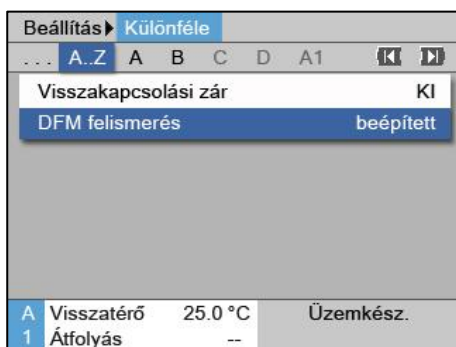 Beállítás Különféle
... A..Z A B C D A1
Visszakapcsolási zár KI
DFM felismerés beépített
A Visszatérő 25.0 °C Üzemkész.
1 Átfolyás --